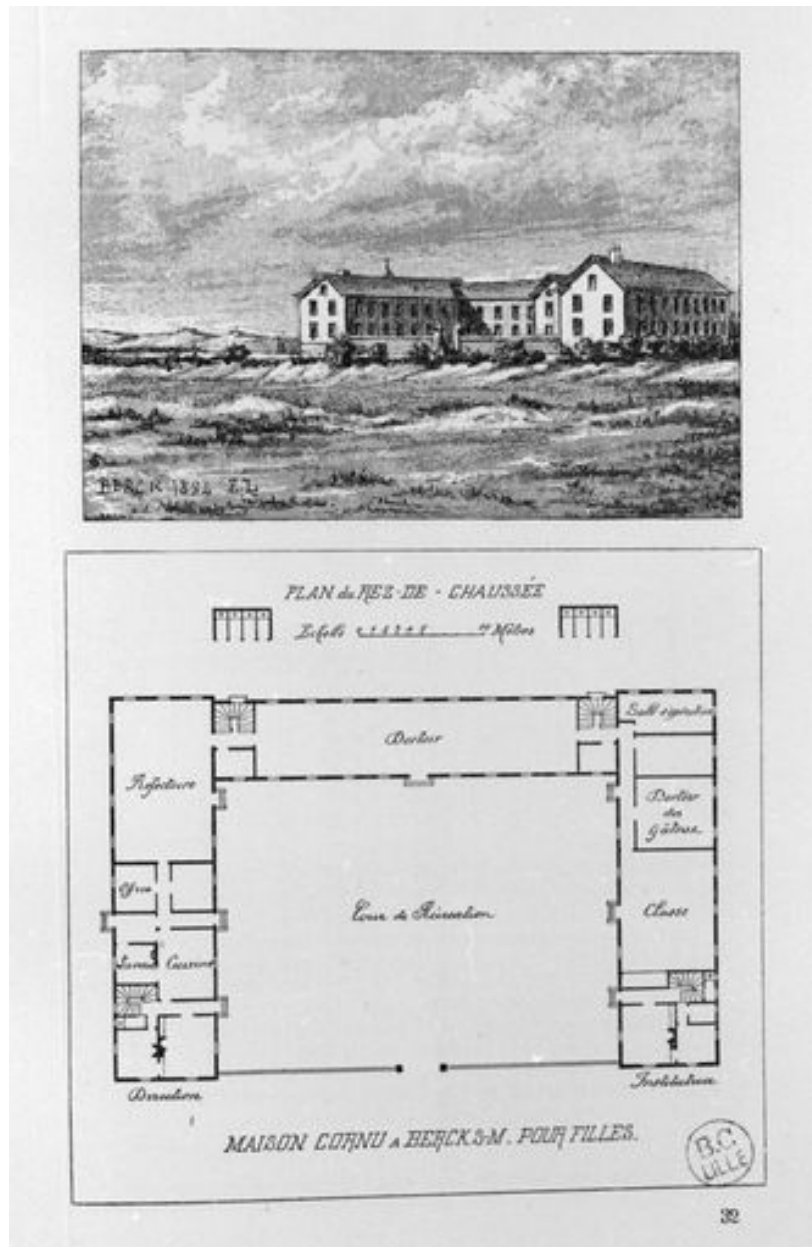 BERCK 1894 E.L.
PLAN du REZ-DE-CHAUSSÉE
Echelle Mètres
Dortoir
Réfectoire
Dortoir
des
Gâteux
Office
Cour de Récréation
Classe
Cuisine
Direction
MAISON CORNU A BERCK S-M. POUR FILLES.
B.C
LILLE
32